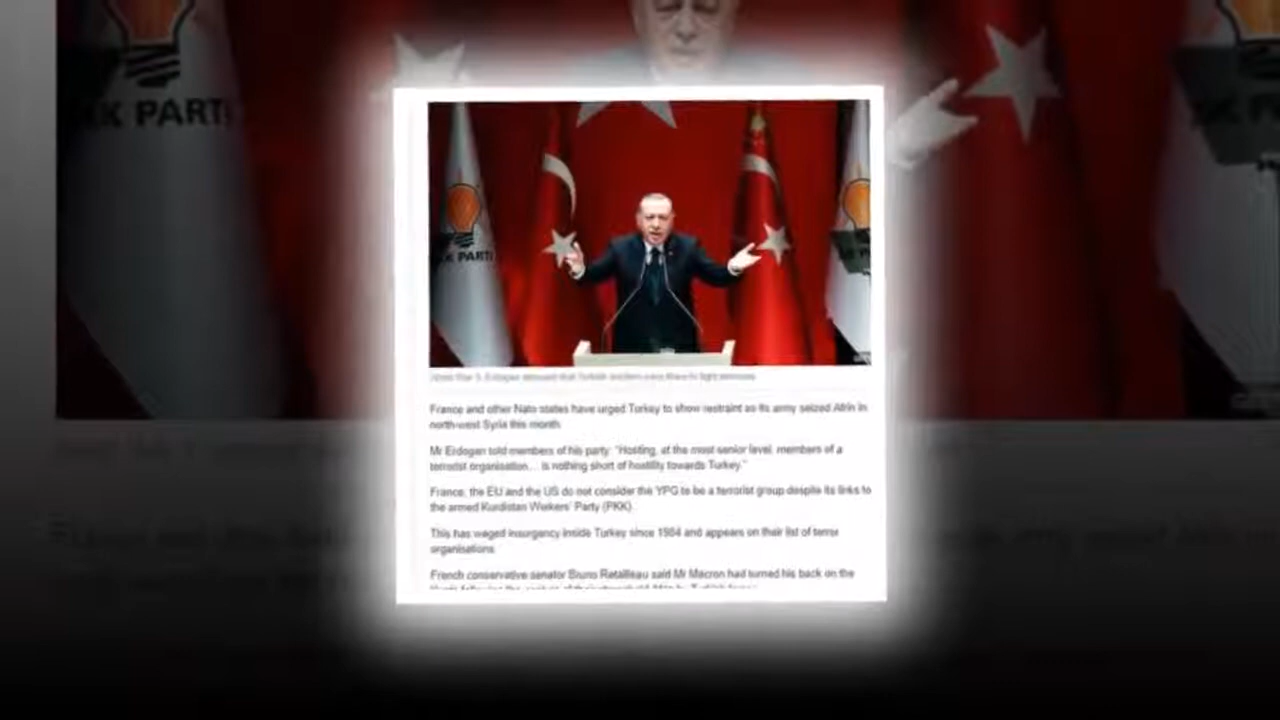 AK PARTİ
K PARTİ
K PARTİ
France and other Nato states have urged Turkey to show restraint as its army seized Afrin in
north-west Syria this month.
Mr Erdogan told members of his party: "Hosting, at the most senior level, members of a
terrorist organisation... is nothing short of hostility towards Turkey."
France, the EU and the US do not consider the YPG to be a terrorist group despite its links to
the armed Kurdistan Workers' Party (PKK).
This has waged insurgency inside Turkey since 1984 and appears on their list of terror
organisations.
French conservative senator Bruno Retailleau said Mr Macron had turned his back on the